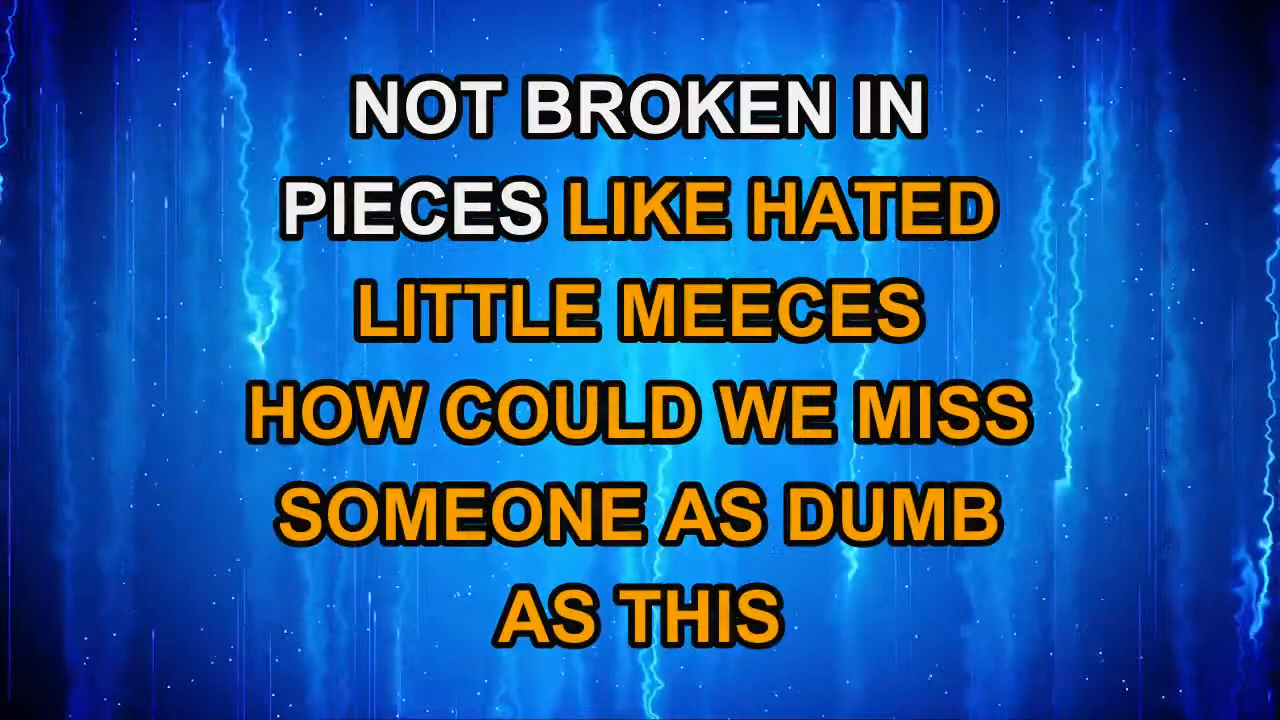 NOT BROKEN IN
PIECES LIKE HATED
LITTLE MEECES
HOW COULD WE MISS
SOMEONE AS DUMB
AS THIS